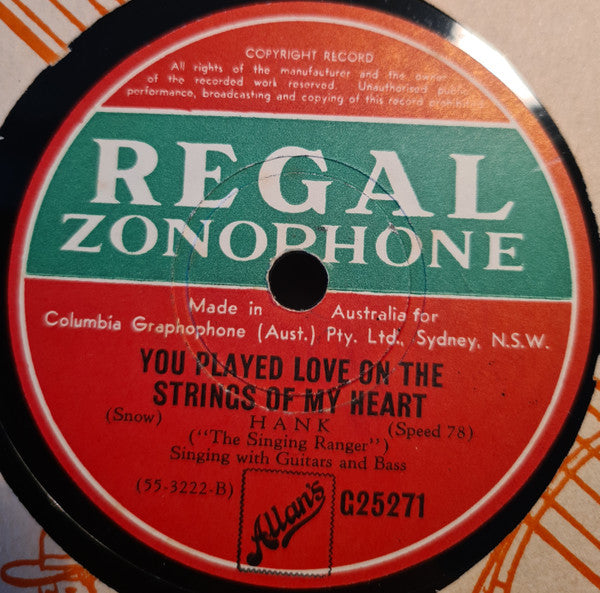 COPYRIGHT RECORD
All rights of the manufacturer and the owner
of the recorded work reserved. Unauthorised public
performance, broadcasting and copying of this record prohibited
REGAL
ZONOPHONE
Made in Australia for
Columbia Graphophone (Aust.) Pty. Ltd., Sydney, N.S.W.
YOU PLAYED LOVE ON THE
STRINGS OF MY HEART
(Snow) HANK (Speed 78)
("The Singing Ranger")
Singing with Guitars and Bass
(55-3222-B) Allan's G25271